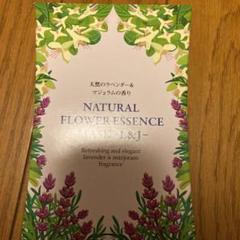 天然のラベンダー&
マジョラムの香り
NATURAL
FLOWER ESSENCE
L&J-
Refreshing and elegant
lavender & marjoram
fragrance